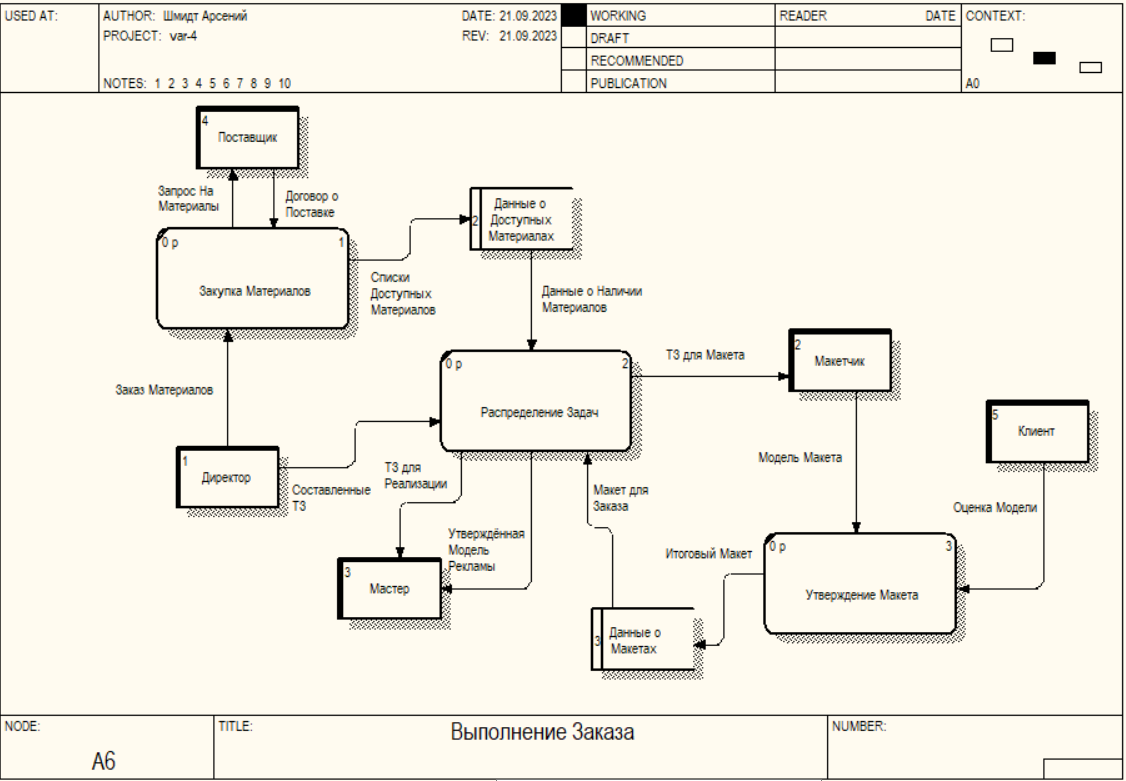 USED AT:
AUTHOR: Шмидт Арсений
DATE: 21.09.2023
PROJECT: var-4
REV: 21.09.2023
NOTES: 1 2 3 4 5 6 7 8 9 10
WORKING
DRAFT
RECOMMENDED
PUBLICATION
READER
DATE
CONTEXT:
A0
4
Поставщик
Запрос На
Материалы
Договор о
Поставке
0 р
1
Закупка Материалов
Списки
Доступных
Материалов
2
Данные о
Доступных
Материалах
Данные о Наличии
Материалов
Заказ Материалов
1
Директор
Составленные
ТЗ
0 р
2
Распределение Задач
ТЗ для Макета
2
Макетчик
5
Клиент
Модель Макета
Оценка Модели
ТЗ для
Реализации
Утверждённая
Модель
Рекламы
3
Мастер
Макет для
Заказа
Итоговый Макет
0 р
3
Утверждение Макета
3
Данные о
Макетах
NODE:
A6
TITLE:
Выполнение Заказа
NUMBER: